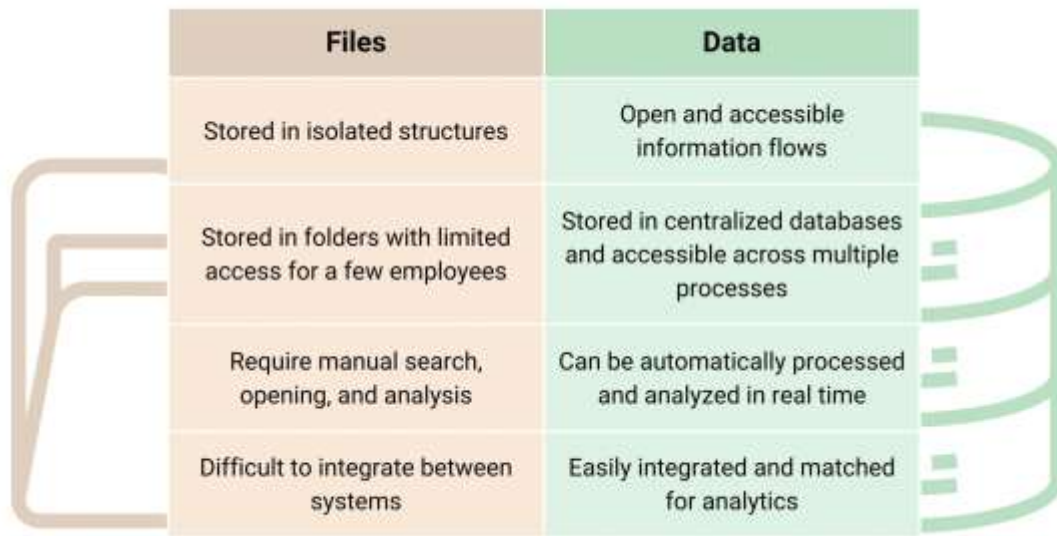 Files
Data
Stored in isolated structures
Open and accessible
information flows
Stored in folders with limited
access for a few employees
Stored in centralized databases
and accessible across multiple
processes
Require manual search,
opening, and analysis
Can be automatically processed
and analyzed in real time
Difficult to integrate between
systems
Easily integrated and matched
for analytics